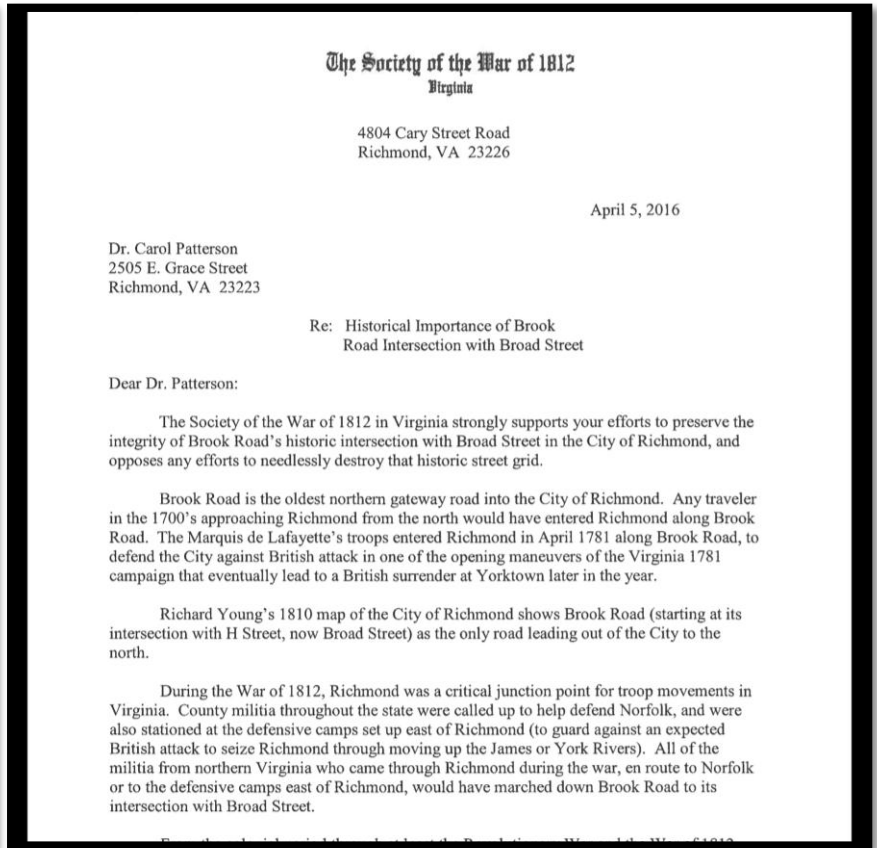 The Society of the War of 1812
Virginia
4804 Cary Street Road
Richmond, VA 23226
April 5, 2016
Dr. Carol Patterson
2505 E. Grace Street
Richmond, VA 23223
Re: Historical Importance of Brook
Road Intersection with Broad Street
Dear Dr. Patterson:
The Society of the War of 1812 in Virginia strongly supports your efforts to preserve the
integrity of Brook Road's historic intersection with Broad Street in the City of Richmond, and
opposes any efforts to needlessly destroy that historic street grid.
Brook Road is the oldest northern gateway road into the City of Richmond. Any traveler
in the 1700's approaching Richmond from the north would have entered Richmond along Brook
Road. The Marquis de Lafayette's troops entered Richmond in April 1781 along Brook Road, to
defend the City against British attack in one of the opening maneuvers of the Virginia 1781
campaign that eventually lead to a British surrender at Yorktown later in the year.
Richard Young's 1810 map of the City of Richmond shows Brook Road (starting at its
intersection with H Street, now Broad Street) as the only road leading out of the City to the
north.
During the War of 1812, Richmond was a critical junction point for troop movements in
Virginia. County militia throughout the state were called up to help defend Norfolk, and were
also stationed at the defensive camps set up east of Richmond (to guard against an expected
British attack to seize Richmond through moving up the James or York Rivers). All of the
militia from northern Virginia who came through Richmond during the war, en route to Norfolk
or to the defensive camps east of Richmond, would have marched down Brook Road to its
intersection with Broad Street.